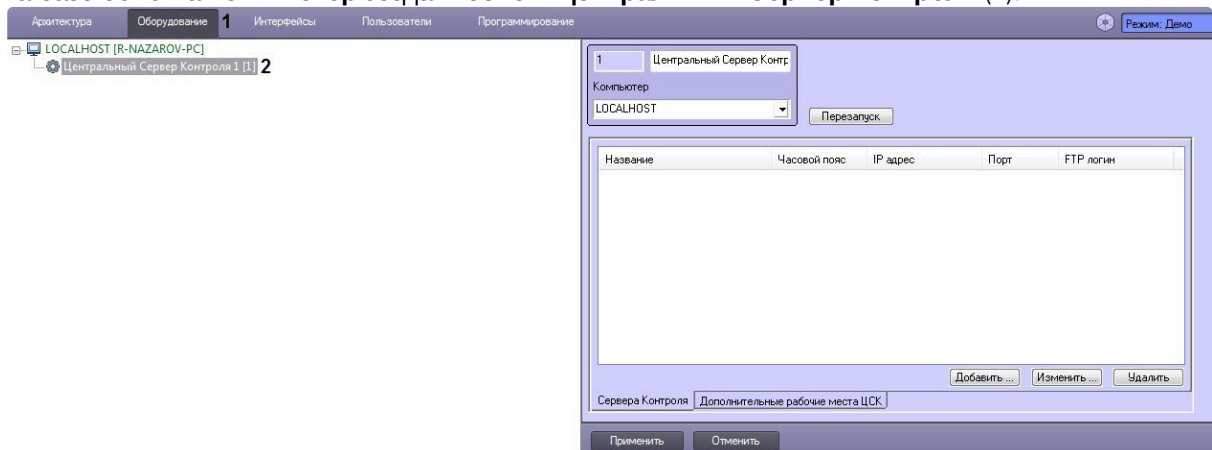 Архитектура Оборудование 1 Интерфейсы Пользователи Программирование Режим: Демо
LOCALHOST [R-NAZAROV-PC]
Центральный Сервер Контроля 1 [1] 2
1 Центральный Сервер Контр
Компьютер
LOCALHOST
Перезапуск
Название Часовой пояс IP адрес Порт FTP логин
Добавить ... Изменить ... Удалить
Сервера Контроля Дополнительные рабочие места ЦСК
Применить Отменить